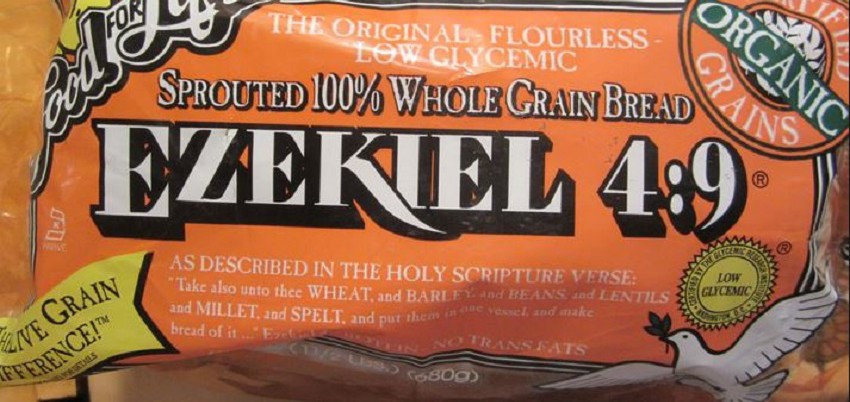 Food FOR Life
THE ORIGINAL - FLOURLESS -
LOW GLYCEMIC
SPROUTED 100% WHOLE GRAIN BREAD
EZEKIEL 4:9®
ORGANIC
GRAINS
AS DESCRIBED IN THE HOLY SCRIPTURE VERSE:
"Take also unto thee WHEAT, and BARLEY, and BEANS, and LENTILS
and MILLET, and SPELT, and put them in one vessel, and make
bread of it...."
NO TRANS FATS
(680g)
LOW
GLYCEMIC
LIVE GRAIN
DIFFERENCE!™